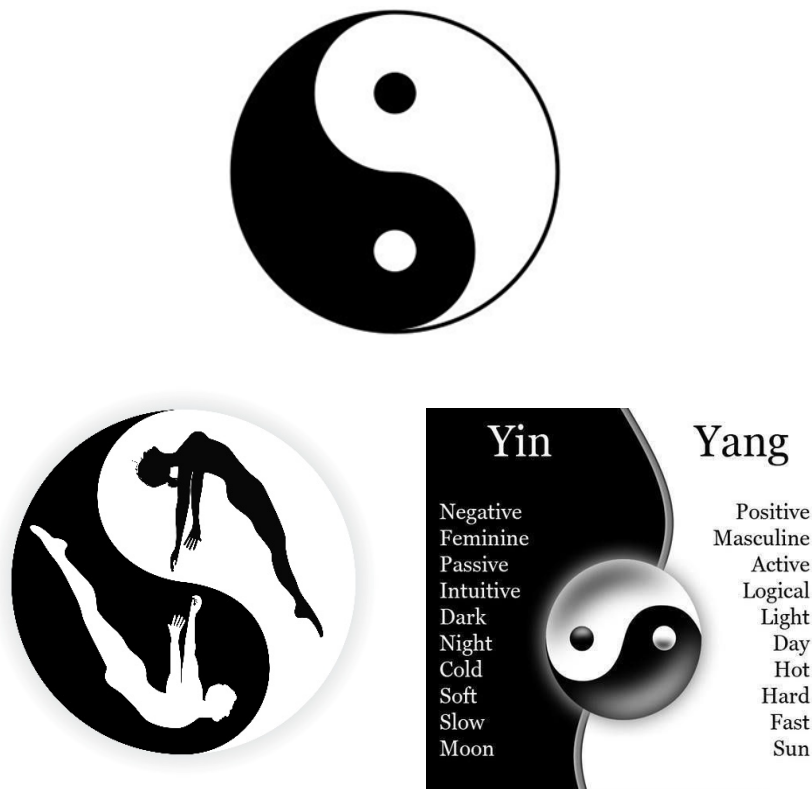 Yin Yang
Negative Positive
Feminine Masculine
Passive Active
Intuitive Logical
Dark Light
Night Day
Cold Hot
Soft Hard
Slow Fast
Moon Sun